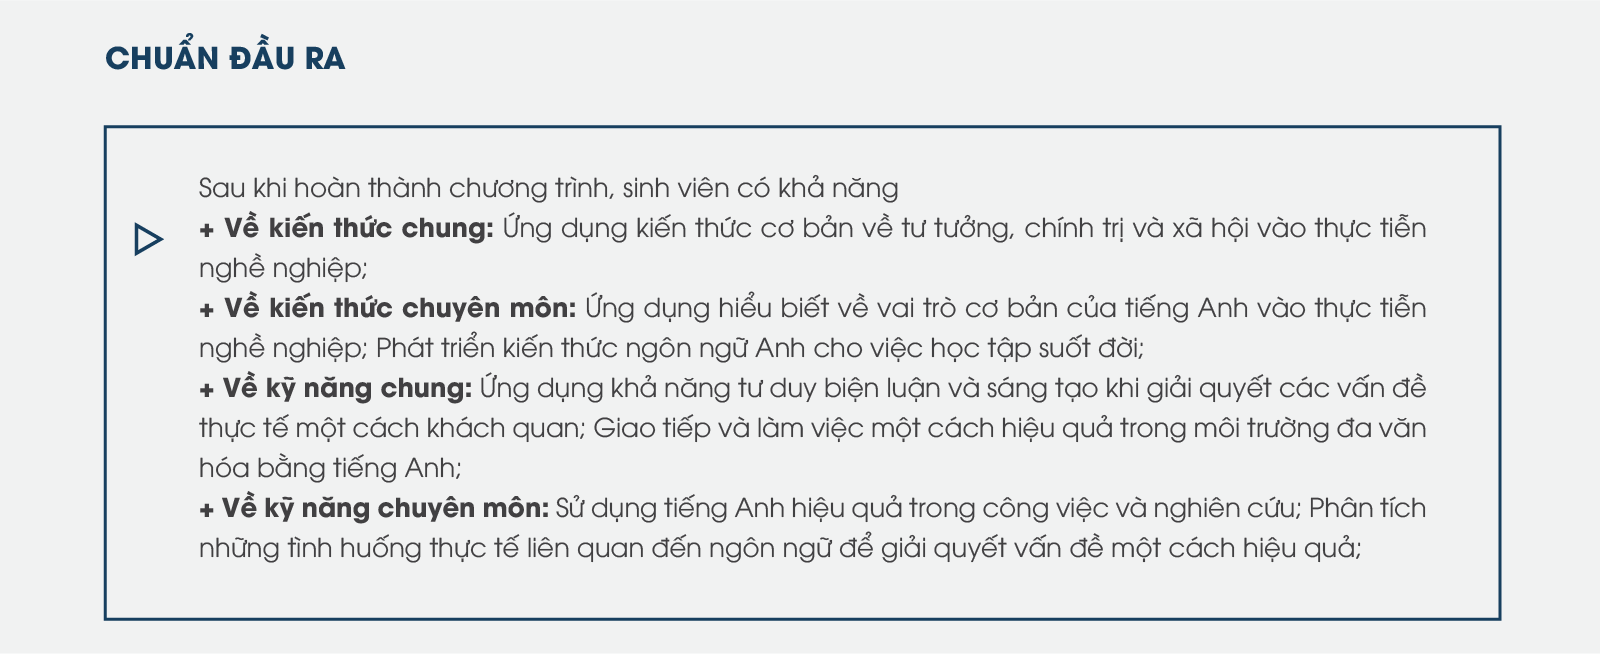 CHUẨN ĐẦU RA
Sau khi hoàn thành chương trình, sinh viên có khả năng
+ Về kiến thức chung: Ứng dụng kiến thức cơ bản về tư tưởng, chính trị và xã hội vào thực tiễn
nghề nghiệp;
+ Về kiến thức chuyên môn: Ứng dụng hiểu biết về vai trò cơ bản của tiếng Anh vào thực tiễn
nghề nghiệp; Phát triển kiến thức ngôn ngữ Anh cho việc học tập suốt đời;
+ Về kỹ năng chung: Ứng dụng khả năng tư duy biện luận và sáng tạo khi giải quyết các vấn đề
thực tế một cách khách quan; Giao tiếp và làm việc một cách hiệu quả trong môi trường đa văn
hóa bằng tiếng Anh;
+ Về kỹ năng chuyên môn: Sử dụng tiếng Anh hiệu quả trong công việc và nghiên cứu; Phân tích
những tình huống thực tế liên quan đến ngôn ngữ để giải quyết vấn đề một cách hiệu quả;